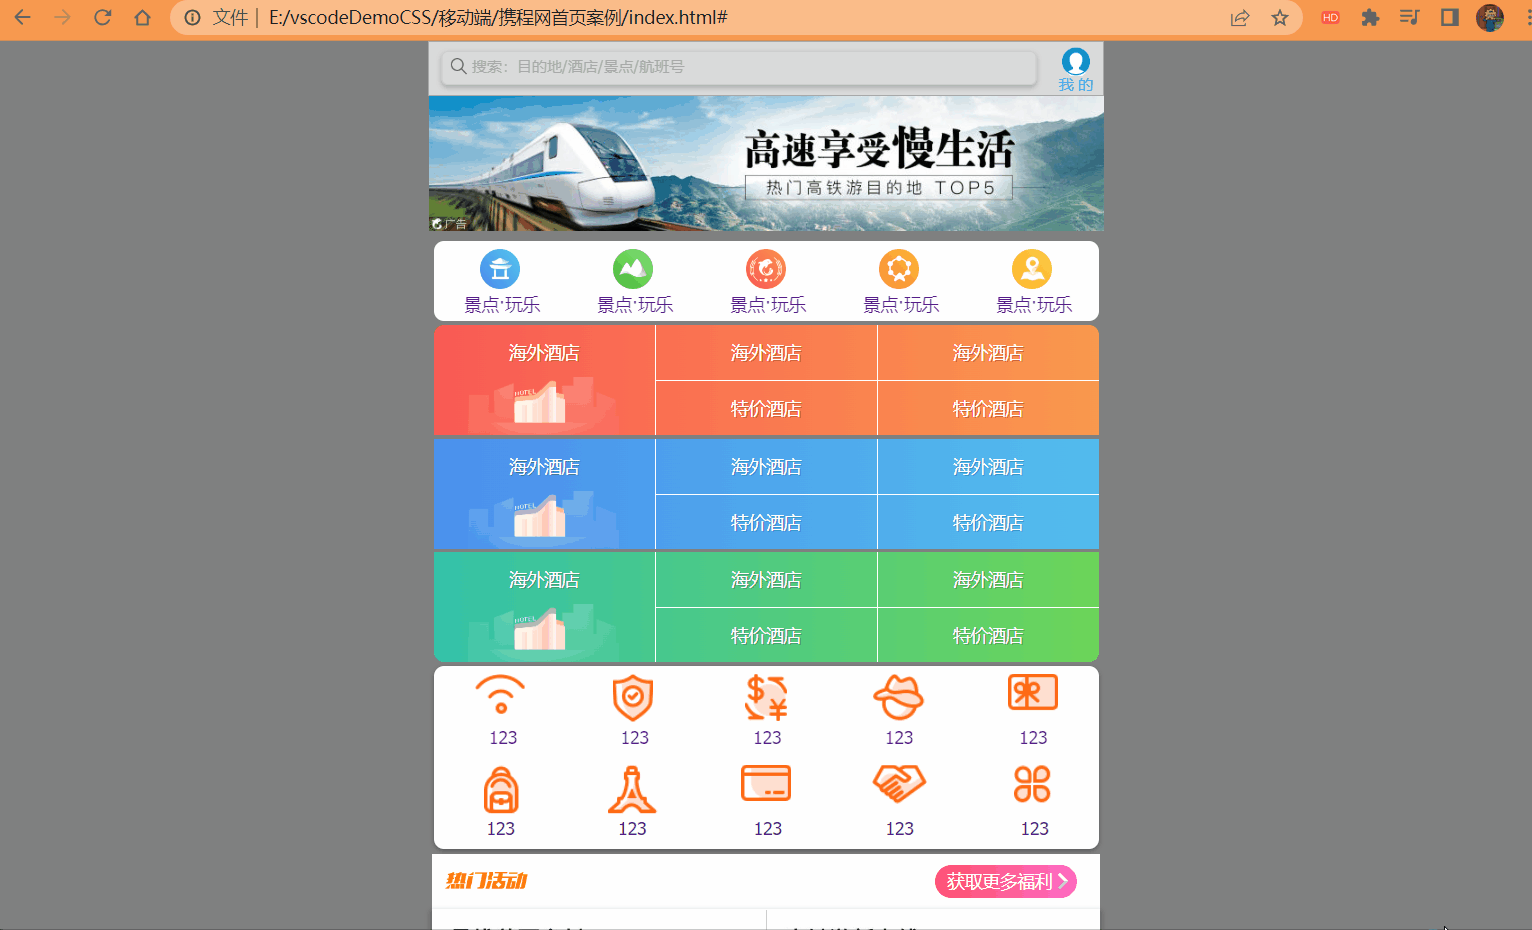 文件 | E:/vscodeDemoCSS/移动端/携程网首页案例/index.html#
HD
搜索：目的地/酒店/景点/航班号
我 的
高速享受慢生活
热门高铁游目的地 TOP5
广告
景点·玩乐 景点·玩乐 景点·玩乐 景点·玩乐 景点·玩乐
海外酒店 海外酒店 海外酒店
HOTEL
特价酒店 特价酒店
海外酒店 海外酒店 海外酒店
HOTEL
特价酒店 特价酒店
海外酒店 海外酒店 海外酒店
HOTEL
特价酒店 特价酒店
123 123 123 123 123
123 123 123 123 123
热门活动
获取更多福利